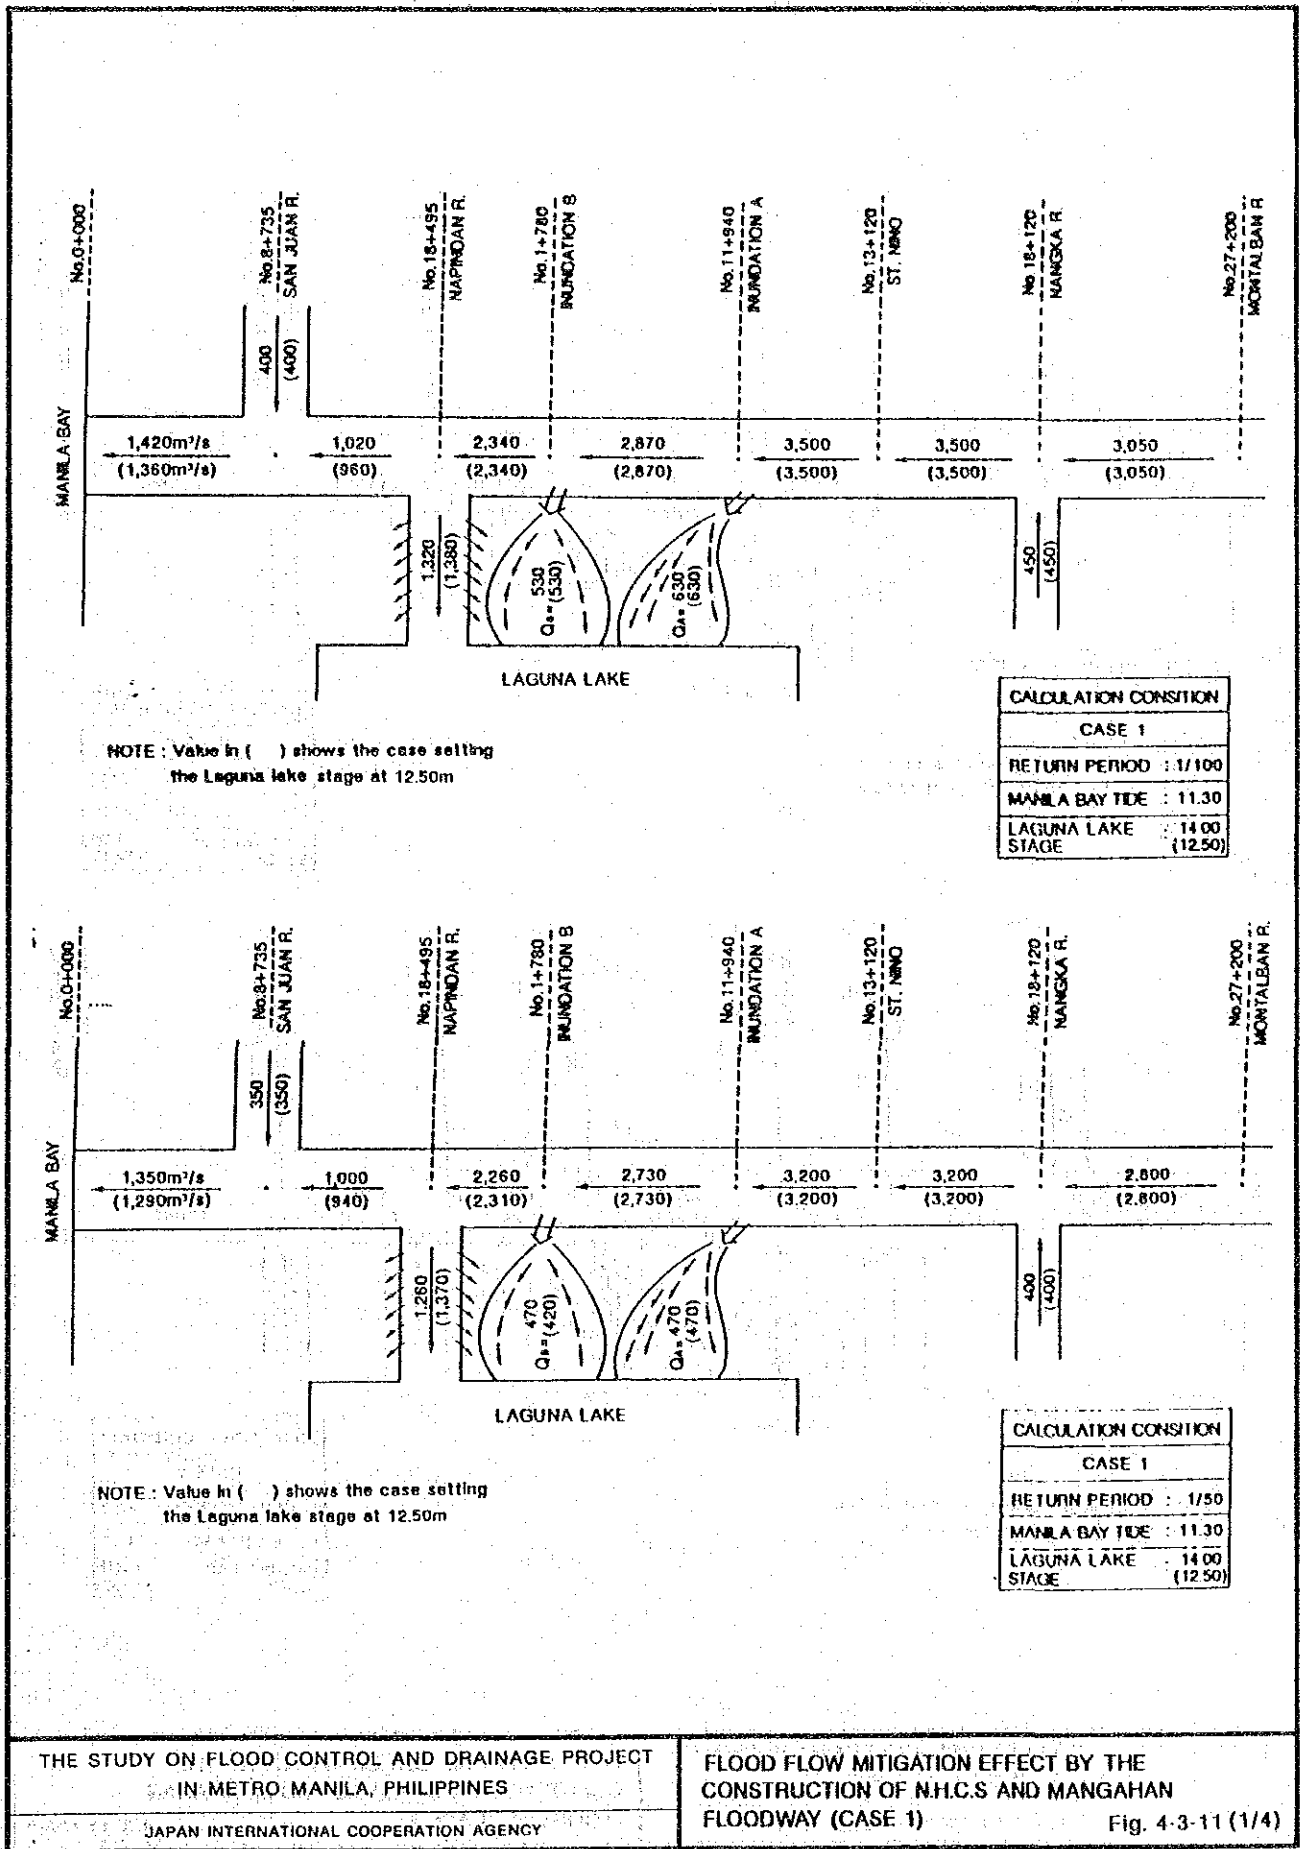 No.0+000
No.8+735
SAN JUAN R.
No.18+495
NAPINDAN R.
No.1+780
INUNDATION B
No.11+940
INUNDATION A
No.13+120
ST. NINO
No.18+120
NANGKA R.
No.27+200
MONTALBAN R
400
(400)
MANILA BAY
1,420m³/s
(1,360m³/s)
1,020
(960)
2,340
(2,340)
2,870
(2,870)
3,500
(3,500)
3,500
(3,500)
3,050
(3,050)
1,320
(1,380)
QB = 530
(530)
QA = 630
(630)
450
(450)
LAGUNA LAKE
NOTE : Value in ( ) shows the case setting
the Laguna lake stage at 12.50m
CALCULATION CONSITION
CASE 1
RETURN PERIOD : 1/100
MANILA BAY TIDE : 11.30
LAGUNA LAKE : 14.00
STAGE (12.50)
No.0+000
No.8+735
SAN JUAN R.
No.18+495
NAPINDAN R.
No.1+780
INUNDATION B
No.11+940
INUNDATION A
No.13+120
ST. NINO
No.18+120
NANGKA R.
No.27+200
MONTALBAN R.
350
(350)
MANILA BAY
1,350m³/s
(1,290m³/s)
1,000
(940)
2,260
(2,310)
2,730
(2,730)
3,200
(3,200)
3,200
(3,200)
2,800
(2,800)
1,260
(1,370)
QB = 470
(420)
QA = 470
(470)
400
(400)
LAGUNA LAKE
NOTE : Value in ( ) shows the case setting
the Laguna lake stage at 12.50m
CALCULATION CONSITION
CASE 1
RETURN PERIOD : 1/50
MANILA BAY TIDE : 11.30
LAGUNA LAKE : 14.00
STAGE (12.50)
THE STUDY ON FLOOD CONTROL AND DRAINAGE PROJECT
IN METRO MANILA, PHILIPPINES
JAPAN INTERNATIONAL COOPERATION AGENCY
FLOOD FLOW MITIGATION EFFECT BY THE
CONSTRUCTION OF N.H.C.S AND MANGAHAN
FLOODWAY (CASE 1)
Fig. 4-3-11 (1/4)